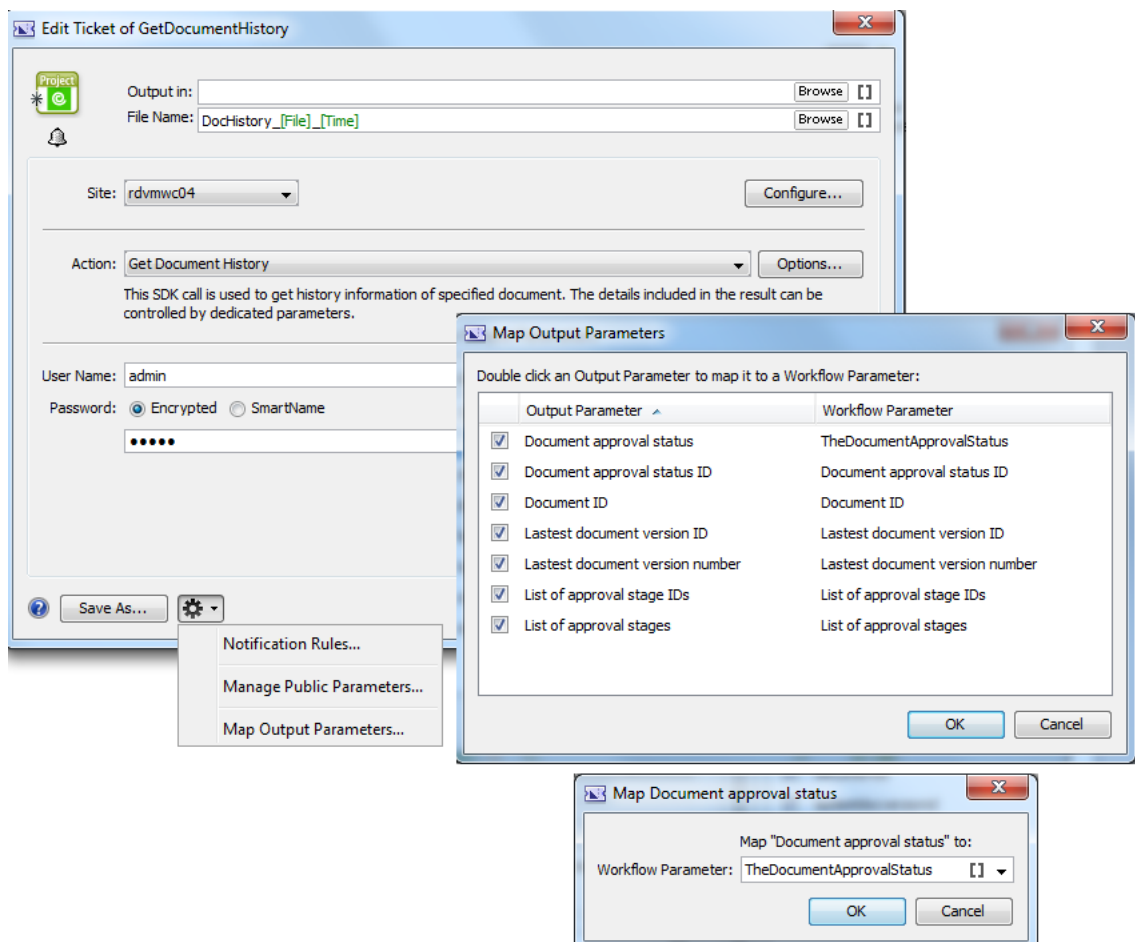 Edit Ticket of GetDocumentHistory
Project
Output in:
Browse []
File Name: DocHistory_[File]_[Time]
Browse []
Site: rdvmwc04
Configure...
Action: Get Document History
Options...
This SDK call is used to get history information of specified document. The details included in the result can be
controlled by dedicated parameters.
User Name: admin
Password: Encrypted SmartName
•••••
Save As...
Notification Rules...
Manage Public Parameters...
Map Output Parameters...
Map Output Parameters
Double click an Output Parameter to map it to a Workflow Parameter:
Output Parameter Workflow Parameter
Document approval status TheDocumentApprovalStatus
Document approval status ID Document approval status ID
Document ID Document ID
Lastest document version ID Lastest document version ID
Lastest document version number Lastest document version number
List of approval stage IDs List of approval stage IDs
List of approval stages List of approval stages
OK Cancel
Map Document approval status
Map "Document approval status" to:
Workflow Parameter: TheDocumentApprovalStatus []
OK Cancel